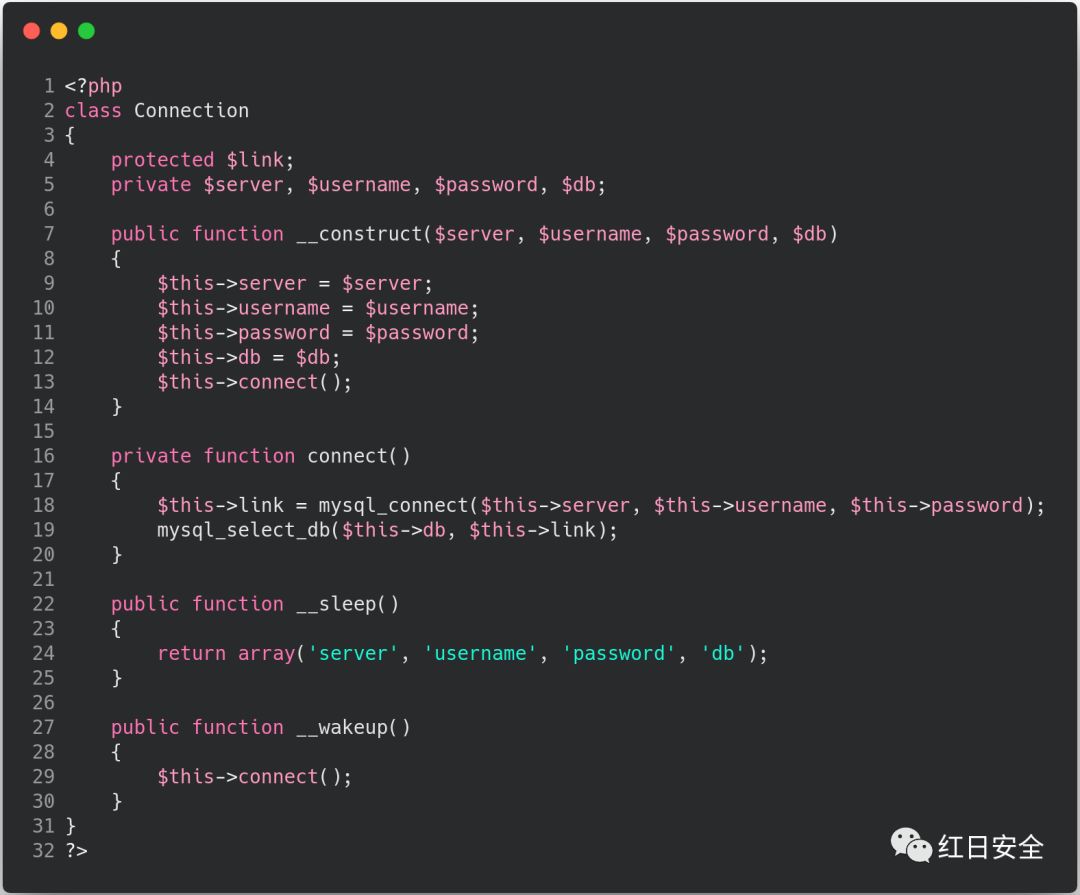 1 <?php
2 class Connection
3 {
4     protected $link;
5     private $server, $username, $password, $db;
6
7     public function __construct($server, $username, $password, $db)
8     {
9         $this->server = $server;
10         $this->username = $username;
11         $this->password = $password;
12         $this->db = $db;
13         $this->connect();
14     }
15
16     private function connect()
17     {
18         $this->link = mysql_connect($this->server, $this->username, $this->password);
19         mysql_select_db($this->db, $this->link);
20     }
21
22     public function __sleep()
23     {
24         return array('server', 'username', 'password', 'db');
25     }
26
27     public function __wakeup()
28     {
29         $this->connect();
30     }
31 }
32 ?>
红日安全